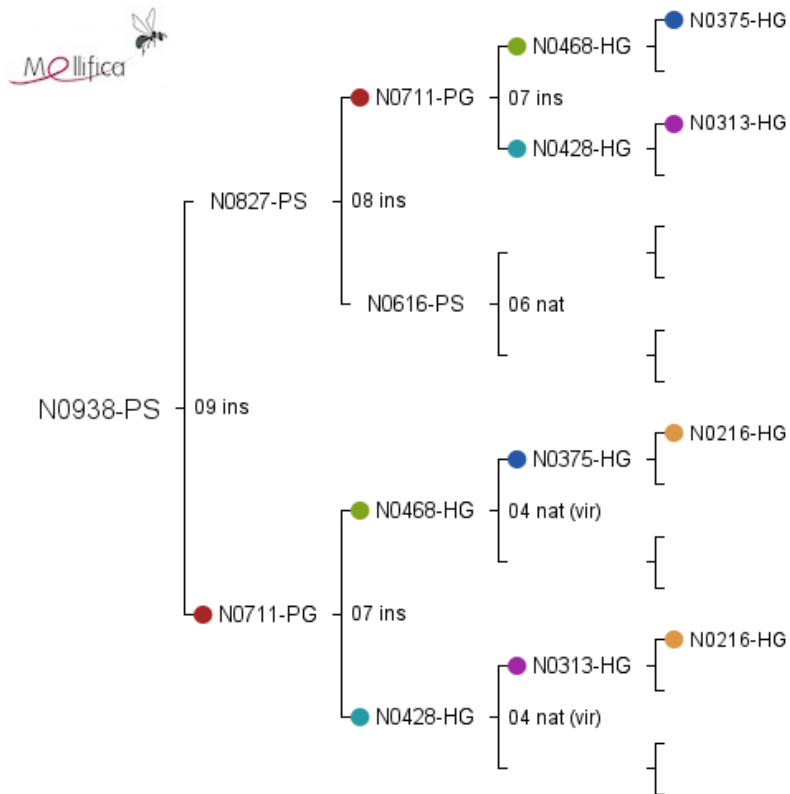 Mellifica
N0375-HG
N0468-HG
N0711-PG
07 ins
N0313-HG
N0428-HG
N0827-PS
08 ins
N0616-PS
06 nat
N0938-PS
09 ins
N0216-HG
N0375-HG
N0468-HG
04 nat (vir)
N0711-PG
07 ins
N0216-HG
N0313-HG
N0428-HG
04 nat (vir)